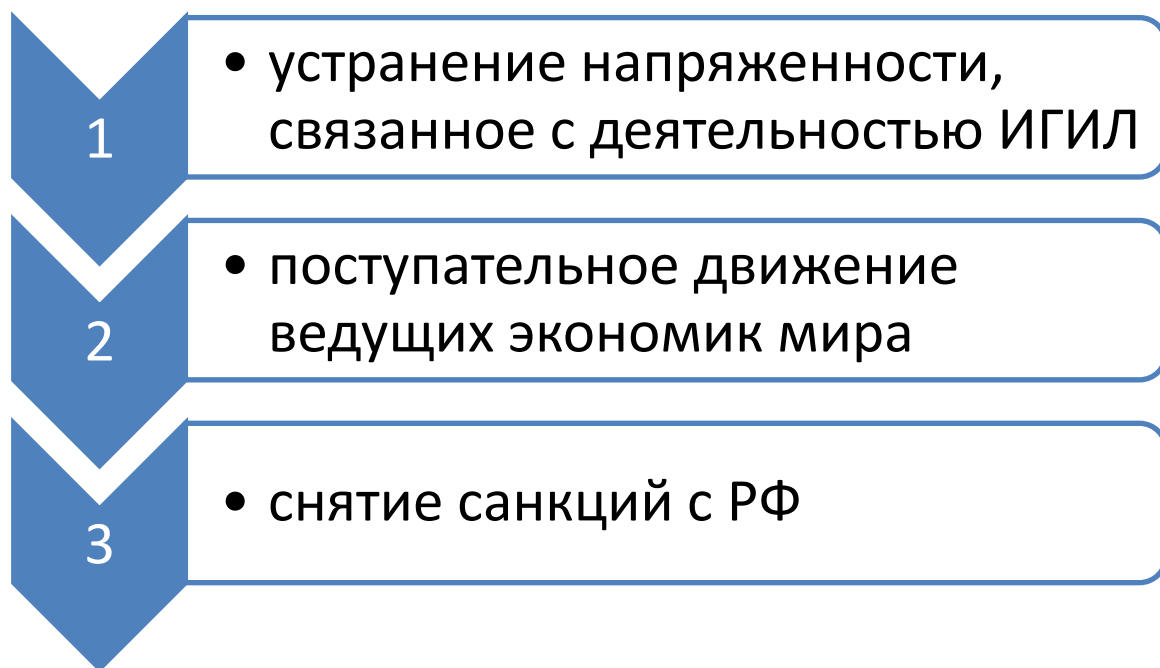 1
• устранение напряженности,
связанное с деятельностью ИГИЛ
2
• поступательное движение
ведущих экономик мира
3
• снятие санкций с РФ